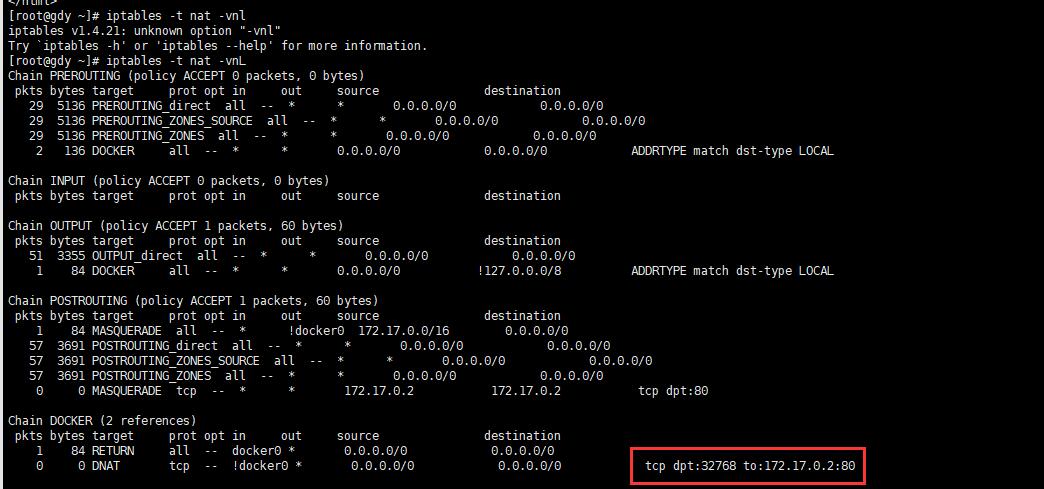 </html>
[root@gdy ~]# iptables -t nat -vnl
iptables v1.4.21: unknown option "-vnl"
Try `iptables -h' or 'iptables --help' for more information.
[root@gdy ~]# iptables -t nat -vnL
Chain PREROUTING (policy ACCEPT 0 packets, 0 bytes)
pkts bytes target prot opt in out source destination
29 5136 PREROUTING_direct all -- * * 0.0.0.0/0 0.0.0.0/0
29 5136 PREROUTING_ZONES_SOURCE all -- * * 0.0.0.0/0 0.0.0.0/0
29 5136 PREROUTING_ZONES all -- * * 0.0.0.0/0 0.0.0.0/0
2 136 DOCKER all -- * * 0.0.0.0/0 0.0.0.0/0 ADDRTYPE match dst-type LOCAL
Chain INPUT (policy ACCEPT 0 packets, 0 bytes)
pkts bytes target prot opt in out source destination
Chain OUTPUT (policy ACCEPT 1 packets, 60 bytes)
pkts bytes target prot opt in out source destination
51 3355 OUTPUT_direct all -- * * 0.0.0.0/0 0.0.0.0/0
1 84 DOCKER all -- * * 0.0.0.0/0 !127.0.0.0/8 ADDRTYPE match dst-type LOCAL
Chain POSTROUTING (policy ACCEPT 1 packets, 60 bytes)
pkts bytes target prot opt in out source destination
1 84 MASQUERADE all -- * !docker0 172.17.0.0/16 0.0.0.0/0
57 3691 POSTROUTING_direct all -- * * 0.0.0.0/0 0.0.0.0/0
57 3691 POSTROUTING_ZONES_SOURCE all -- * * 0.0.0.0/0 0.0.0.0/0
57 3691 POSTROUTING_ZONES all -- * * 0.0.0.0/0 0.0.0.0/0
0 0 MASQUERADE tcp -- * * 172.17.0.2 172.17.0.2 tcp dpt:80
Chain DOCKER (2 references)
pkts bytes target prot opt in out source destination
1 84 RETURN all -- docker0 * 0.0.0.0/0 0.0.0.0/0
0 0 DNAT tcp -- !docker0 * 0.0.0.0/0 0.0.0.0/0 tcp dpt:32768 to:172.17.0.2:80